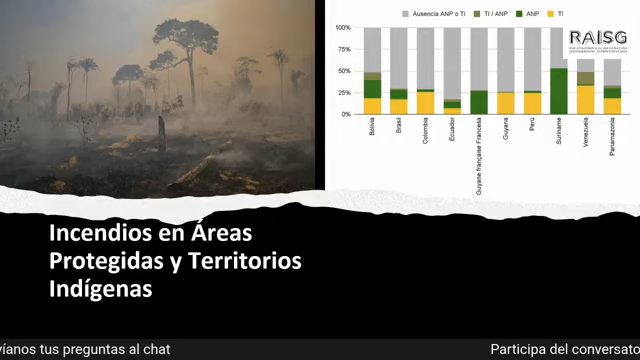 Ausencia ANP o TI TI / ANP ANP TI
RAISG
100%
75%
50%
25%
0%
Bolivia
Brasil
Colombia
Ecuador
Guyane française Francesa
Guyana
Perú
Suriname
Venezuela
Panamazonía
Incendios en Áreas
Protegidas y Territorios
Indígenas
víanos tus preguntas al chat
Participa del conversato